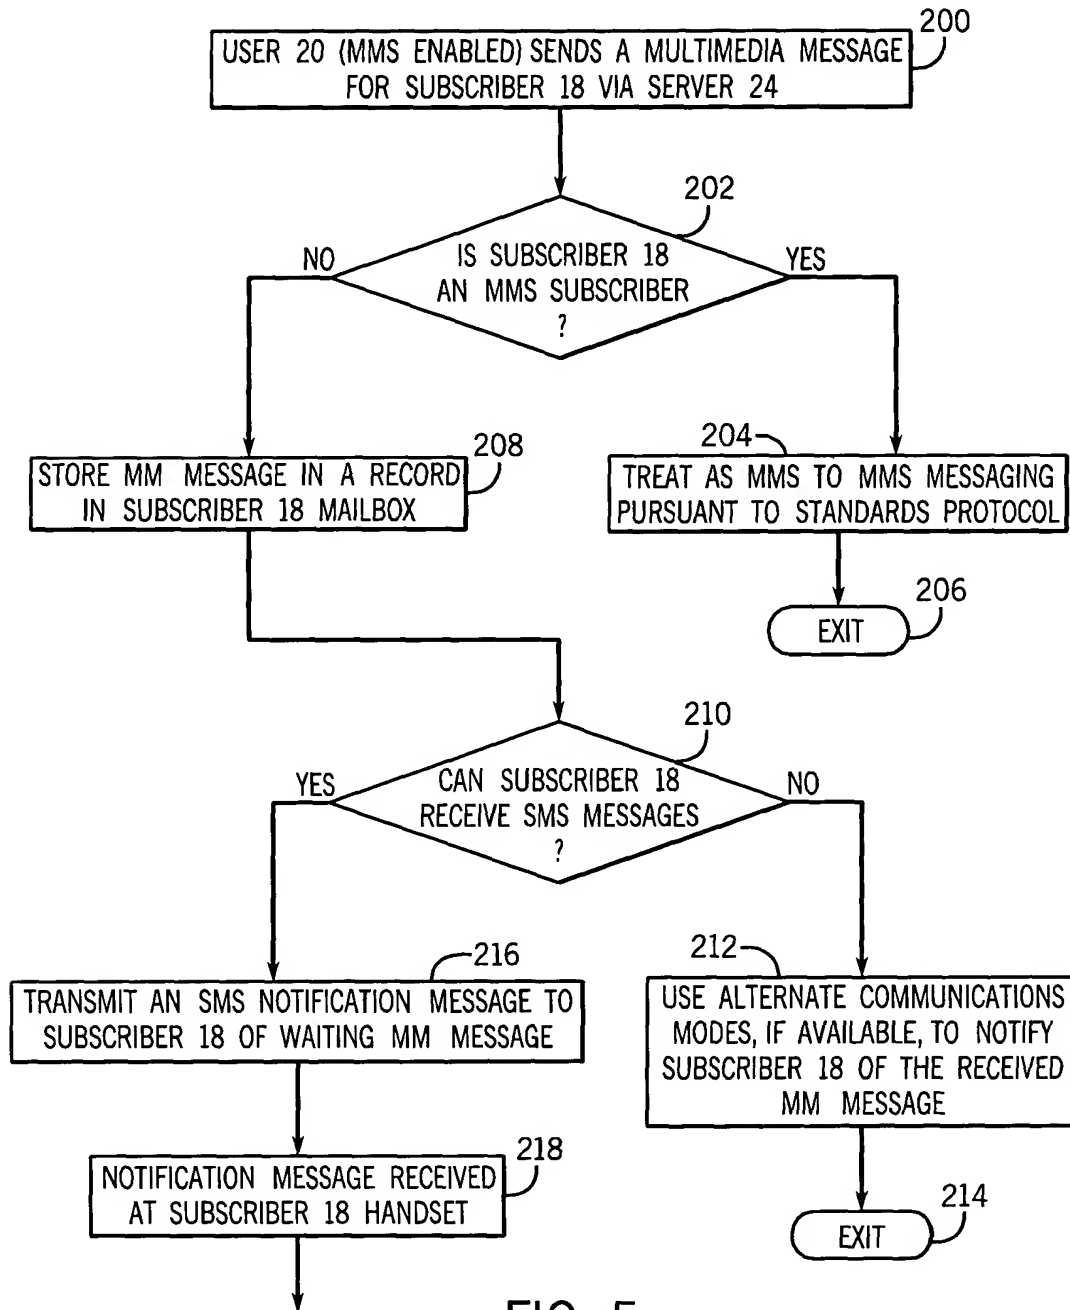 200
USER 20 (MMS ENABLED) SENDS A MULTIMEDIA MESSAGE
FOR SUBSCRIBER 18 VIA SERVER 24
202
IS SUBSCRIBER 18
AN MMS SUBSCRIBER
?
NO
YES
208
STORE MM MESSAGE IN A RECORD
IN SUBSCRIBER 18 MAILBOX
204
TREAT AS MMS TO MMS MESSAGING
PURSUANT TO STANDARDS PROTOCOL
206
EXIT
210
CAN SUBSCRIBER 18
RECEIVE SMS MESSAGES
?
YES
NO
216
TRANSMIT AN SMS NOTIFICATION MESSAGE TO
SUBSCRIBER 18 OF WAITING MM MESSAGE
212
USE ALTERNATE COMMUNICATIONS
MODES, IF AVAILABLE, TO NOTIFY
SUBSCRIBER 18 OF THE RECEIVED
MM MESSAGE
218
NOTIFICATION MESSAGE RECEIVED
AT SUBSCRIBER 18 HANDSET
214
EXIT